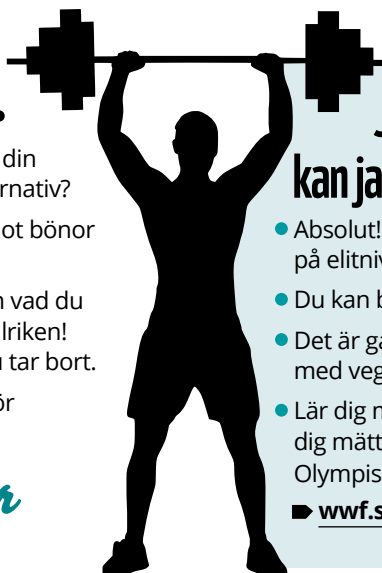 din
rnativ?
ot bönor
n vad du
lriken!
u tar bort.
ör
r
kan ja
Absolut!
på elitniv
Du kan b
Det är ga
med veg
Lär dig m
dig mätt
Olympis
wwf.s